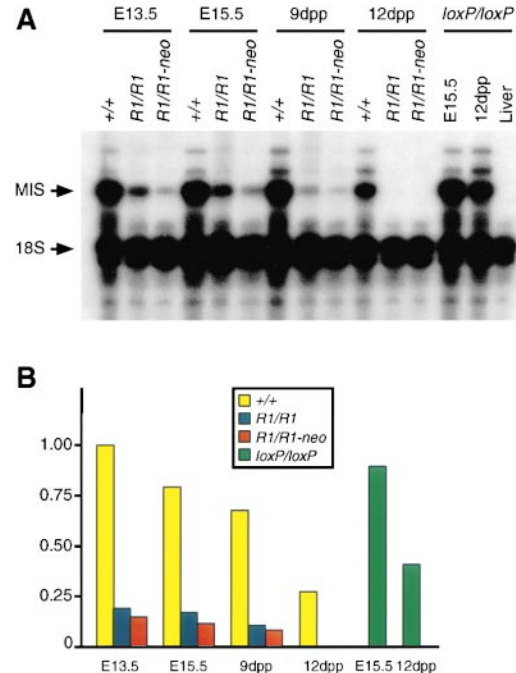 A
E13.5 E15.5 9dpp 12dpp loxP/loxP
+/+ R1/R1 R1/R1-neo +/+ R1/R1 R1/R1-neo +/+ R1/R1 R1/R1-neo +/+ R1/R1 R1/R1-neo E15.5 12dpp Liver
MIS
18S
B
+/+
R1/R1
R1/R1-neo
loxP/loxP
1.00
0.75
0.50
0.25
0
E13.5 E15.5 9dpp 12dpp E15.5 12dpp